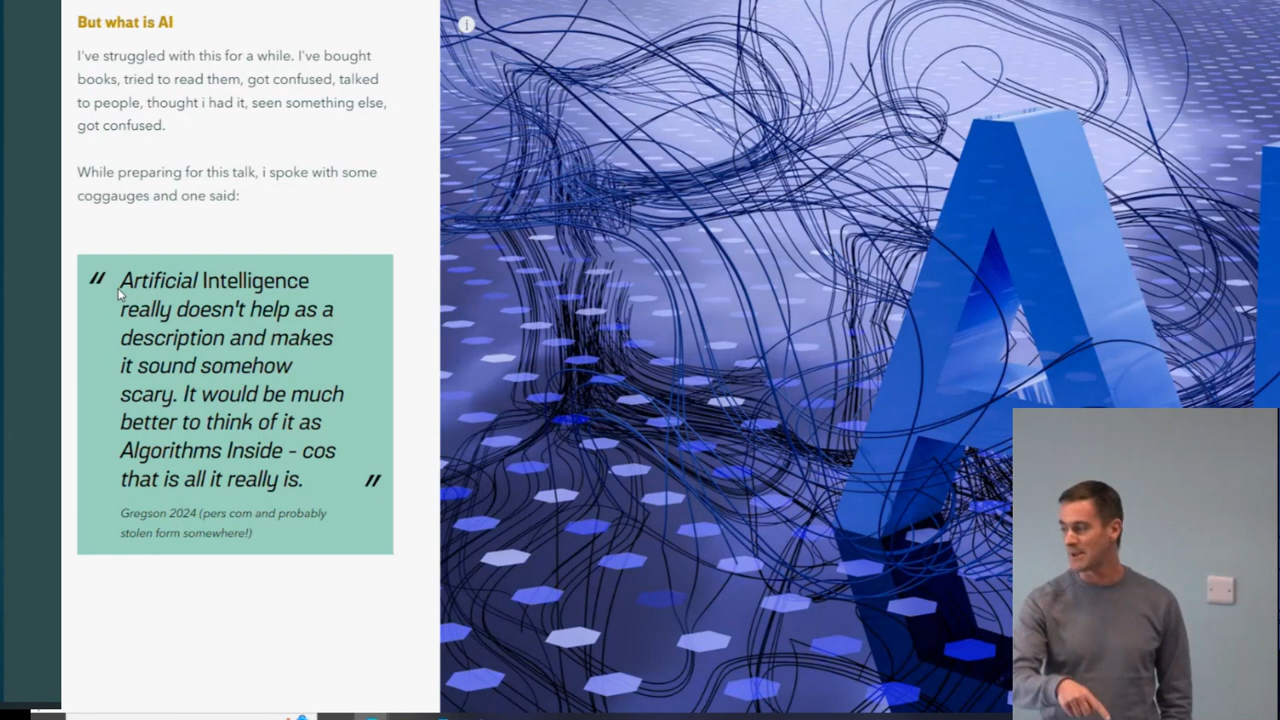 But what is AI
I've struggled with this for a while. I've bought
books, tried to read them, got confused, talked
to people, thought i had it, seen something else,
got confused.
While preparing for this talk, i spoke with some
coggauges and one said:
“ Artificial Intelligence
really doesn't help as a
description and makes
it sound somehow
scary. It would be much
better to think of it as
Algorithms Inside - cos
that is all it really is. ”
Gregson 2024 (pers com and probably
stolen form somewhere!)
i
A